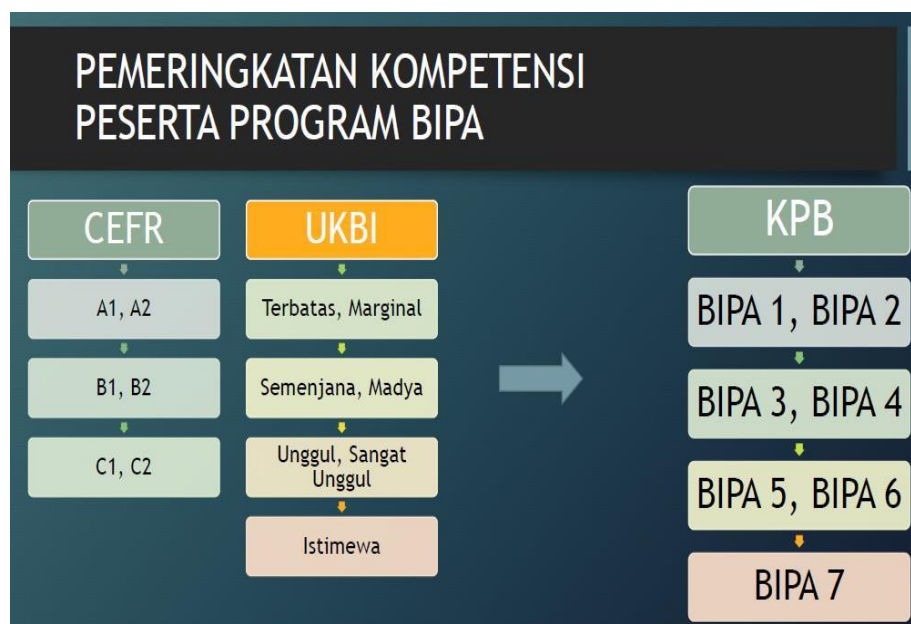 PEMERINGKATAN KOMPETENSI
PESERTA PROGRAM BIPA
CEFR
A1, A2
B1, B2
C1, C2
UKBI
Terbatas, Marginal
Semenjana, Madya
Unggul, Sangat
Unggul
Istimewa
KPB
BIPA 1, BIPA 2
BIPA 3, BIPA 4
BIPA 5, BIPA 6
BIPA 7